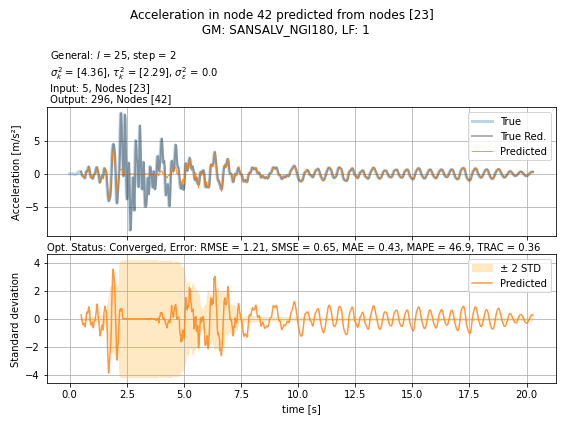 Acceleration in node 42 predicted from nodes [23]
GM: SANSALV_NGI180, LF: 1
General: l = 25, step = 2
σ²ₖ = [4.36], τ²ₖ = [2.29], σ²ε = 0.0
Input: 5, Nodes [23]
Output: 296, Nodes [42]
Acceleration [m/s²]
5
0
−5
True
True Red.
Predicted
Opt. Status: Converged, Error: RMSE = 1.21, SMSE = 0.65, MAE = 0.43, MAPE = 46.9, TRAC = 0.36
Standard deviation
4
2
0
−2
−4
± 2 STD
Predicted
0.0 2.5 5.0 7.5 10.0 12.5 15.0 17.5 20.0
time [s]